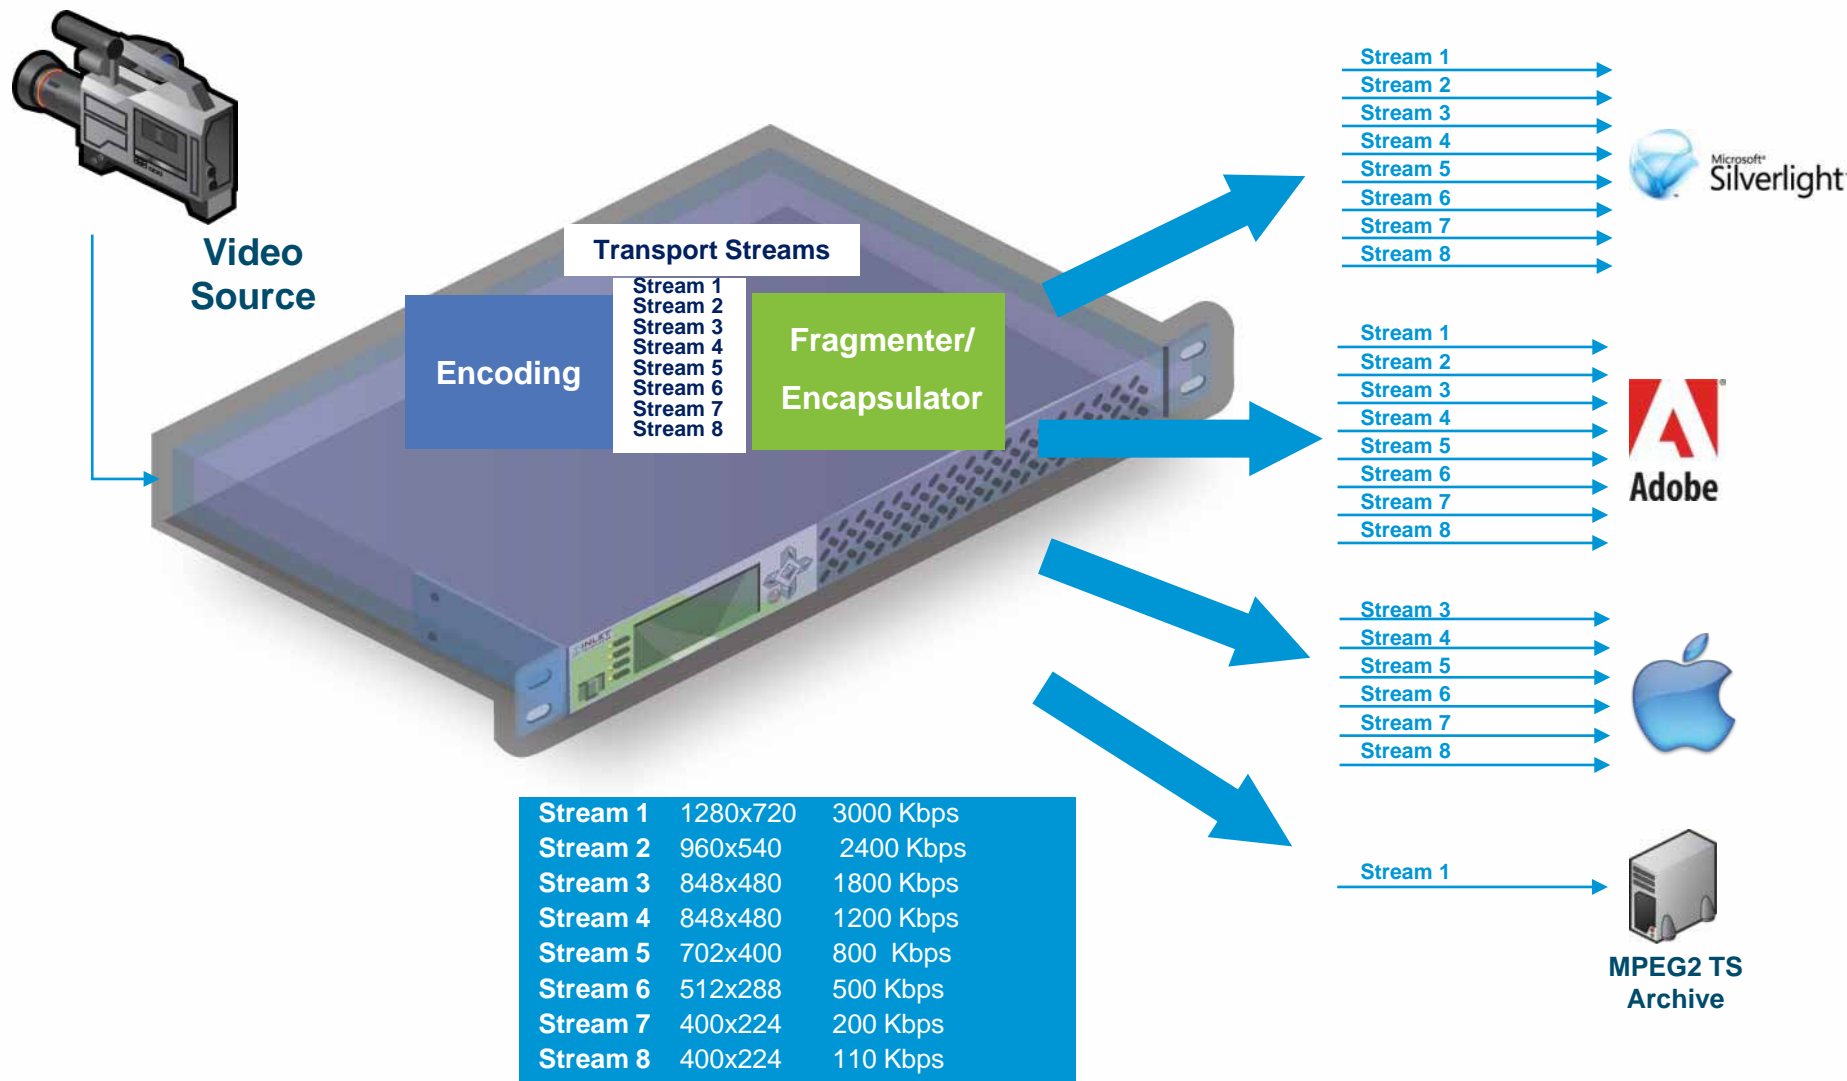 Video
Source
Transport Streams
Stream 1
Stream 2
Stream 3
Stream 4
Stream 5
Stream 6
Stream 7
Stream 8
Encoding
Fragmenter/
Encapsulator
INLET
Stream 1
Stream 2
Stream 3
Stream 4
Stream 5
Stream 6
Stream 7
Stream 8
Microsoft®
Silverlight
Stream 1
Stream 2
Stream 3
Stream 4
Stream 5
Stream 6
Stream 7
Stream 8
®
Adobe
Stream 3
Stream 4
Stream 5
Stream 6
Stream 7
Stream 8
Stream 1
MPEG2 TS
Archive
Stream 1 1280x720 3000 Kbps
Stream 2 960x540 2400 Kbps
Stream 3 848x480 1800 Kbps
Stream 4 848x480 1200 Kbps
Stream 5 702x400 800 Kbps
Stream 6 512x288 500 Kbps
Stream 7 400x224 200 Kbps
Stream 8 400x224 110 Kbps